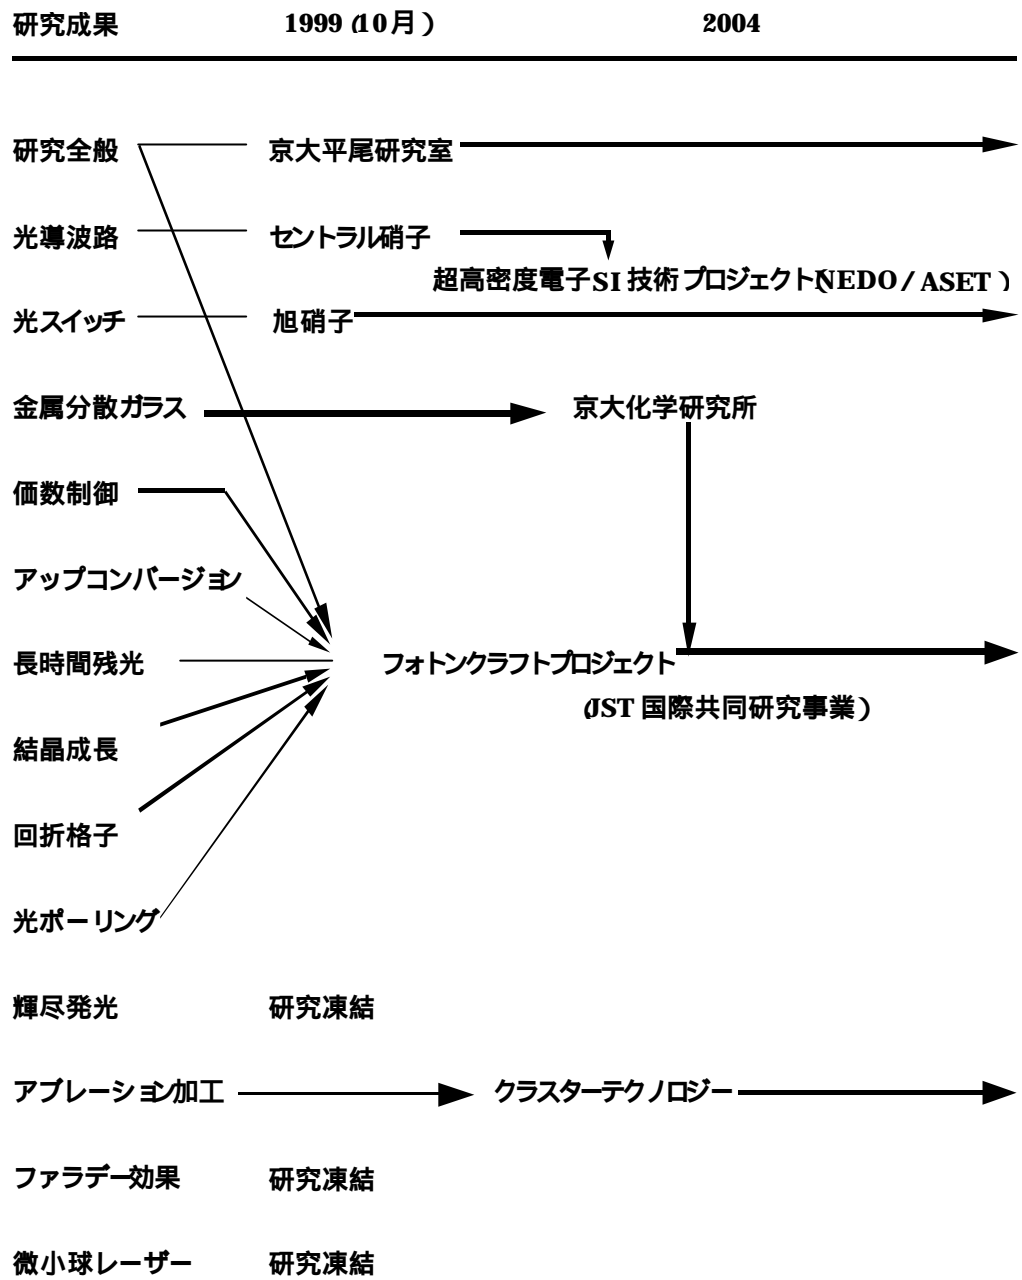 研究成果 1999 (10月) 2004
研究全般 京大平尾研究室
光導波路 セントラル硝子
超高密度電子SI技術プロジェクト(NEDO/ASET)
光スイッチ 旭硝子
金属分散ガラス 京大化学研究所
価数制御
アップコンバージョン
長時間残光 フォトンクラフトプロジェクト
(JST国際共同研究事業)
結晶成長
回折格子
光ポーリング
輝尽発光 研究凍結
アブレーション加工 クラスターテクノロジー
ファラデー効果 研究凍結
微小球レーザー 研究凍結